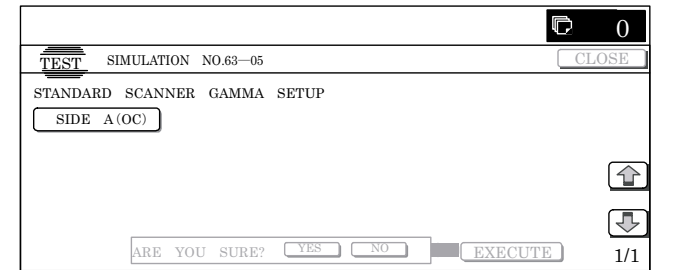 0
TEST SIMULATION NO.63—05 CLOSE
STANDARD SCANNER GAMMA SETUP
SIDE A(OC)
ARE YOU SURE? YES NO EXECUTE 1/1